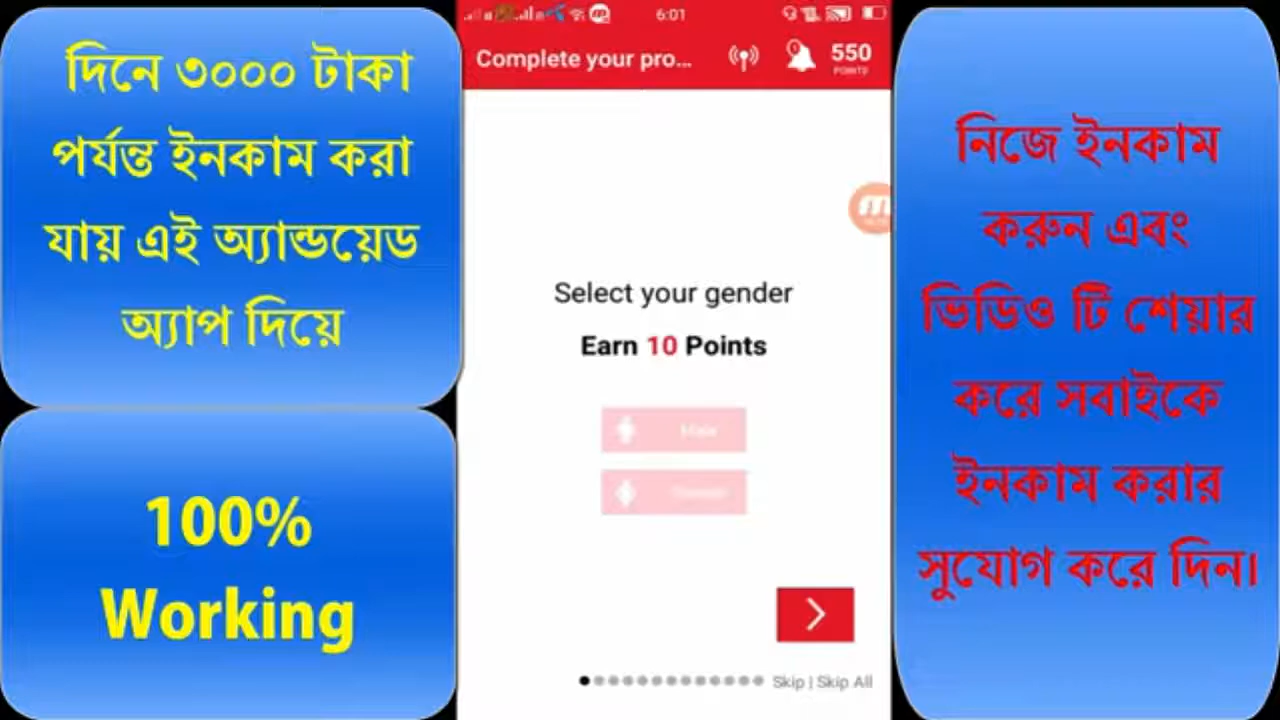 দিনে ৩০০০ টাকা
পর্যন্ত ইনকাম করা
যায় এই অ্যান্ডয়েড
অ্যাপ দিয়ে
100%
Working
6:01
Complete your pro...
550
POINTS
Select your gender
Earn 10 Points
Male
Skip | Skip All
নিজে ইনকাম
করুন এবং
ভিডিও টি শেয়ার
করে সবাইকে
ইনকাম করার
সুযোগ করে দিন।